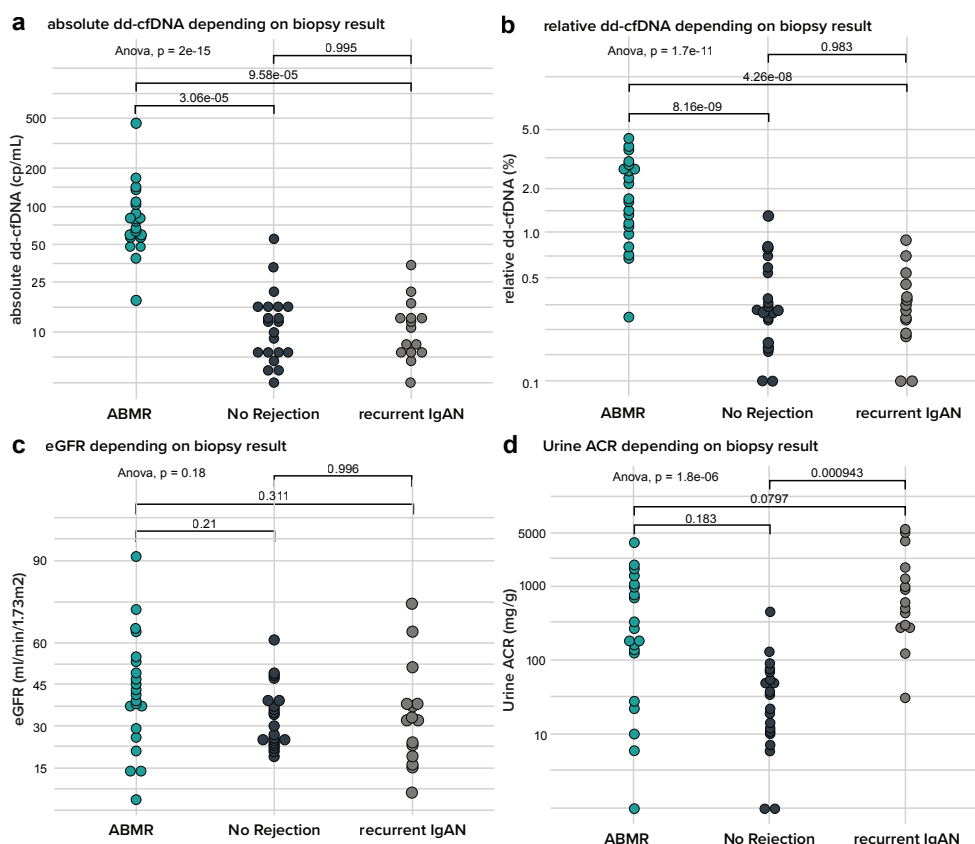 a absolute dd-cfDNA depending on biopsy result
Anova, p = 2e-15
0.995
9.58e-05
3.06e-05
absolute dd-cfDNA (cp/mL)
500
200
100
50
25
10
ABMR No Rejection recurrent IgAN
b relative dd-cfDNA depending on biopsy result
Anova, p = 1.7e-11
0.983
4.26e-08
8.16e-09
relative dd-cfDNA (%)
5.0
2.0
1.0
0.5
0.1
ABMR No Rejection recurrent IgAN
c eGFR depending on biopsy result
Anova, p = 0.18
0.996
0.311
0.21
eGFR (ml/min/1.73m2)
90
60
45
30
15
ABMR No Rejection recurrent IgAN
d Urine ACR depending on biopsy result
Anova, p = 1.8e-06
0.000943
0.0797
0.183
Urine ACR (mg/g)
5000
1000
100
10
ABMR No Rejection recurrent IgAN